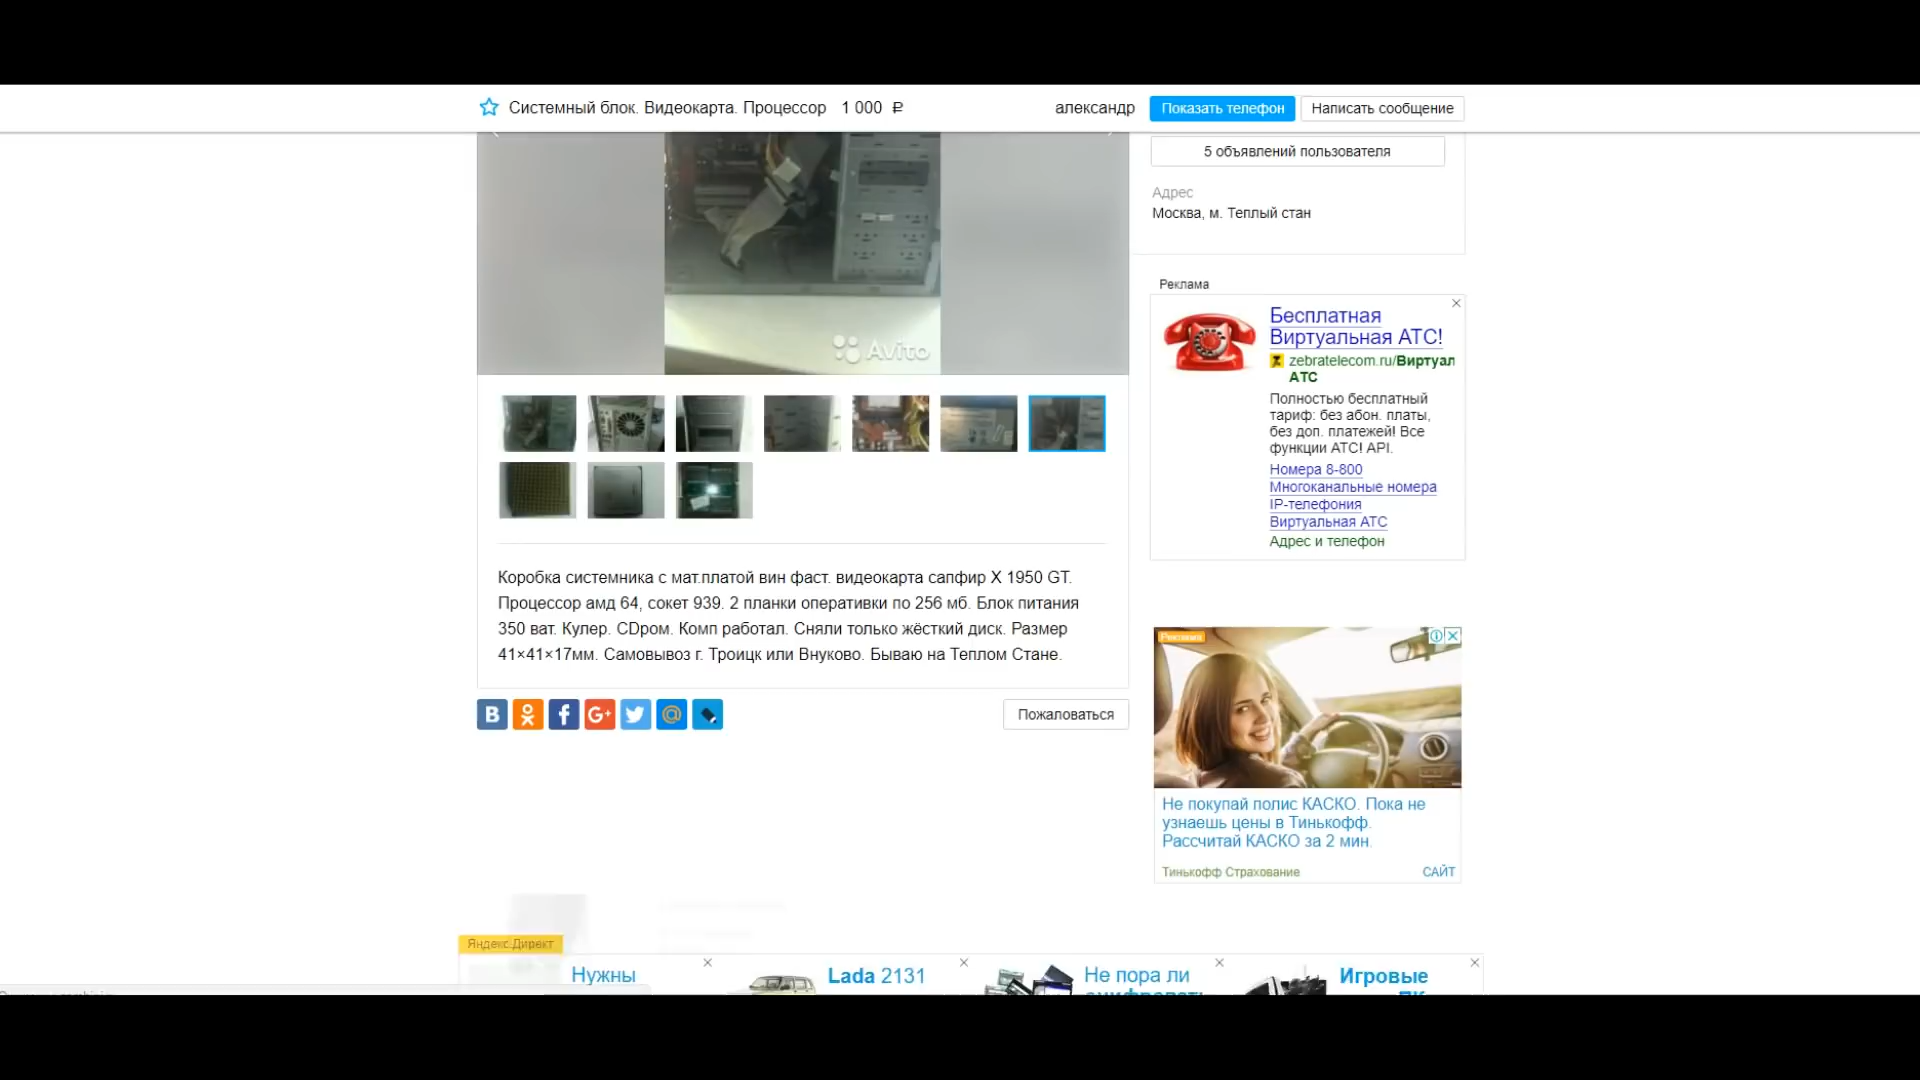 Системный блок. Видеокарта. Процессор 1 000 ₽
александр
Показать телефон
Написать сообщение
5 объявлений пользователя
Адрес
Москва, м. Теплый стан
Avito
Коробка системника с мат.платой вин фаст. видеокарта сапфир X 1950 GT.
Процессор амд 64, сокет 939. 2 планки оперативки по 256 мб. Блок питания
350 ват. Кулер. CDром. Комп работал. Сняли только жёсткий диск. Размер
41×41×17мм. Самовывоз г. Троицк или Внуково. Бываю на Теплом Стане.
Пожаловаться
Реклама
Бесплатная
Виртуальная АТС!
zebratelecom.ru/Виртуал
АТС
Полностью бесплатный
тариф: без абон. платы,
без доп. платежей! Все
функции АТС! API.
Номера 8-800
Многоканальные номера
IP-телефония
Виртуальная АТС
Адрес и телефон
Реклама
Не покупай полис КАСКО. Пока не
узнаешь цены в Тинькофф.
Рассчитай КАСКО за 2 мин.
Тинькофф Страхование
САЙТ
Яндекс.Директ
Нужны
Lada 2131
Не пора ли
Игровые